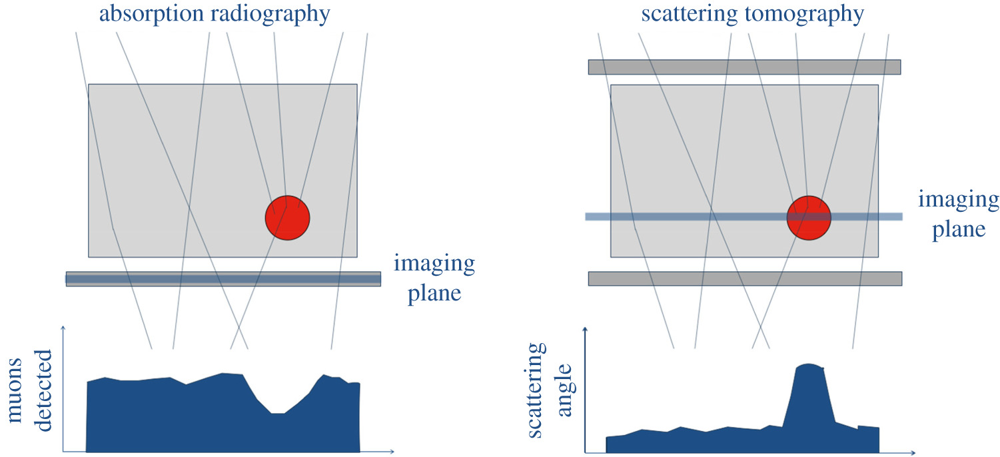 absorption radiography
imaging
plane
muons
detected
scattering tomography
imaging
plane
scattering
angle